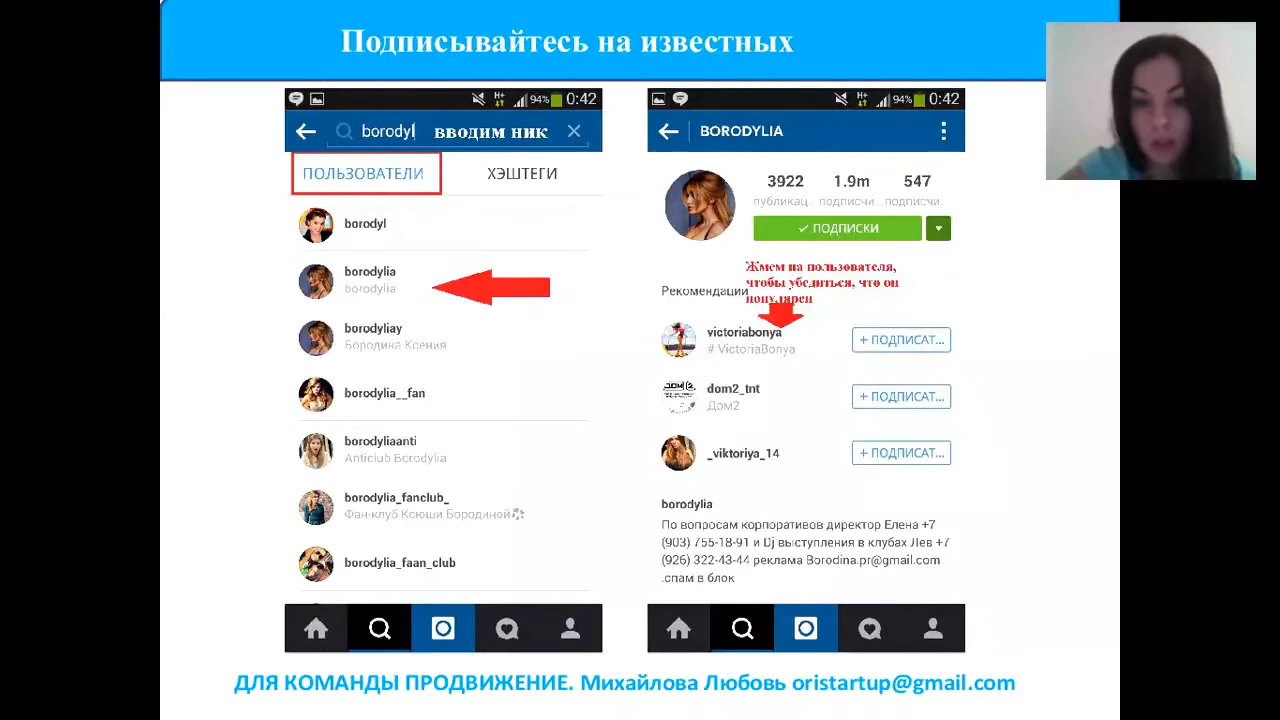 Подписывайтесь на известных
94% 0:42
borodyl вводим ник
ПОЛЬЗОВАТЕЛИ ХЭШТЕГИ
borodyl
borodylia
borodylia
borodyliay
Бородина Ксения
borodylia__fan
borodyliaanti
Anticlub Borodylia
borodylia_fanclub_
Фан-клуб Ксюши Бородиной
borodylia_faan_club
H+ 94% 0:42
BORODYLIA
3922 1.9m 547
публикац... подписчи... подписчи...
ПОДПИСКИ
Жмем на пользователя,
чтобы убедиться, что он
популярен
Рекомендации
victoriabonya
# VictoriaBonya
+ ПОДПИСАТ...
dom2_tnt
Дом2
+ ПОДПИСАТ...
_viktoriya_14
+ ПОДПИСАТ...
borodylia
По вопросам корпоративов директор Елена +7
(903) 755-18-91 и Dj выступления в клубах Лев +7
(926) 322-43-44 реклама Borodina.pr@gmail.com
.спам в блок
ДЛЯ КОМАНДЫ ПРОДВИЖЕНИЕ. Михайлова Любовь oristartup@gmail.com